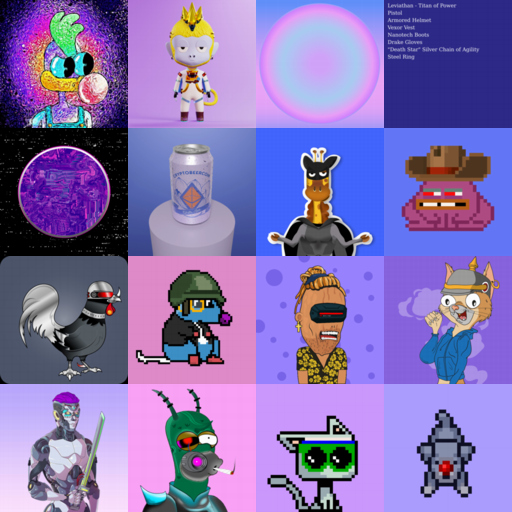 Leviathan - Titan of Power
Pistol
Armored Helmet
Vexor Vest
Nanotech Boots
Drake Gloves
"Death Star" Silver Chain of Agility
Steel Ring